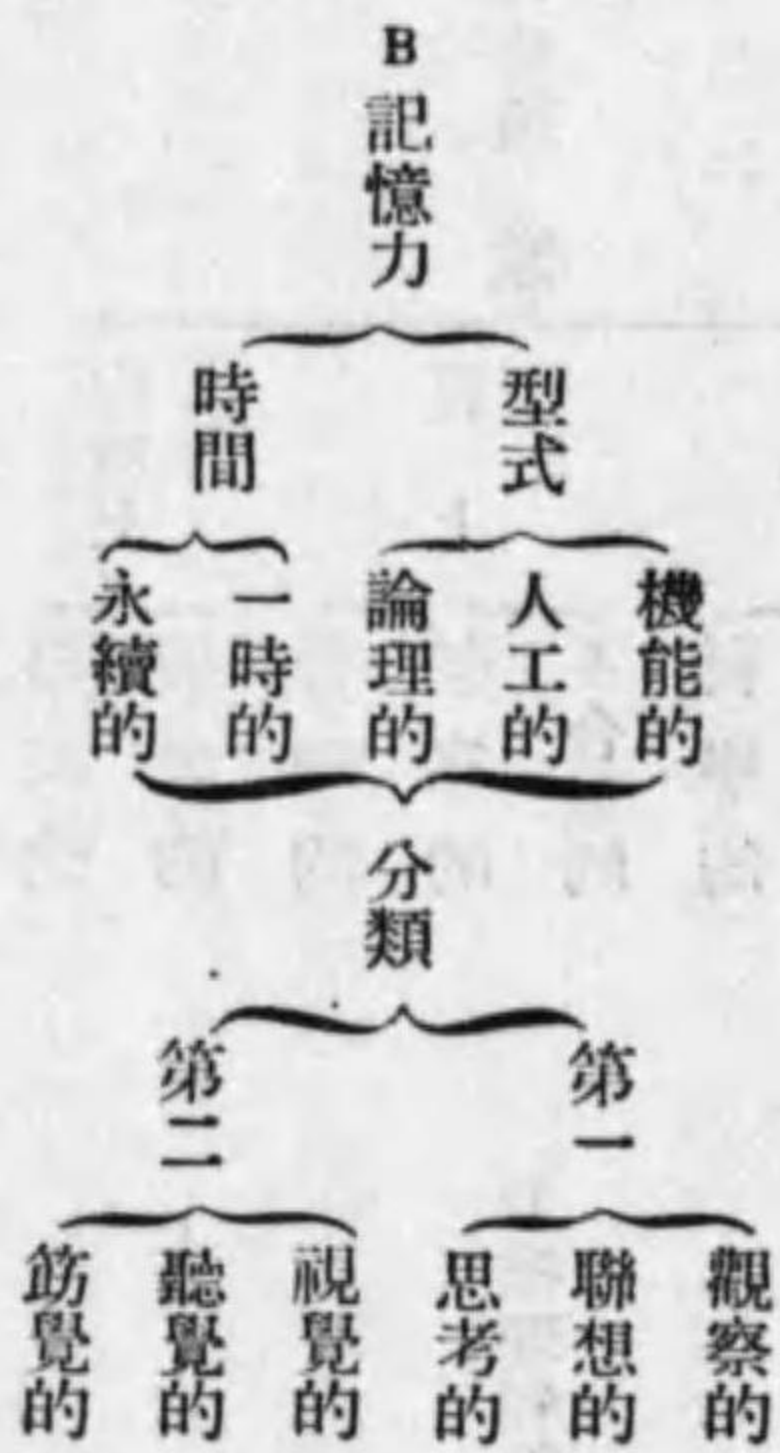 B 記憶力
型式
時間
機能的
人工的
論理的
一時的
永續的
分類
第一
第二
觀察的
聯想的
思考的
視覺的
聽覺的
筋覺的